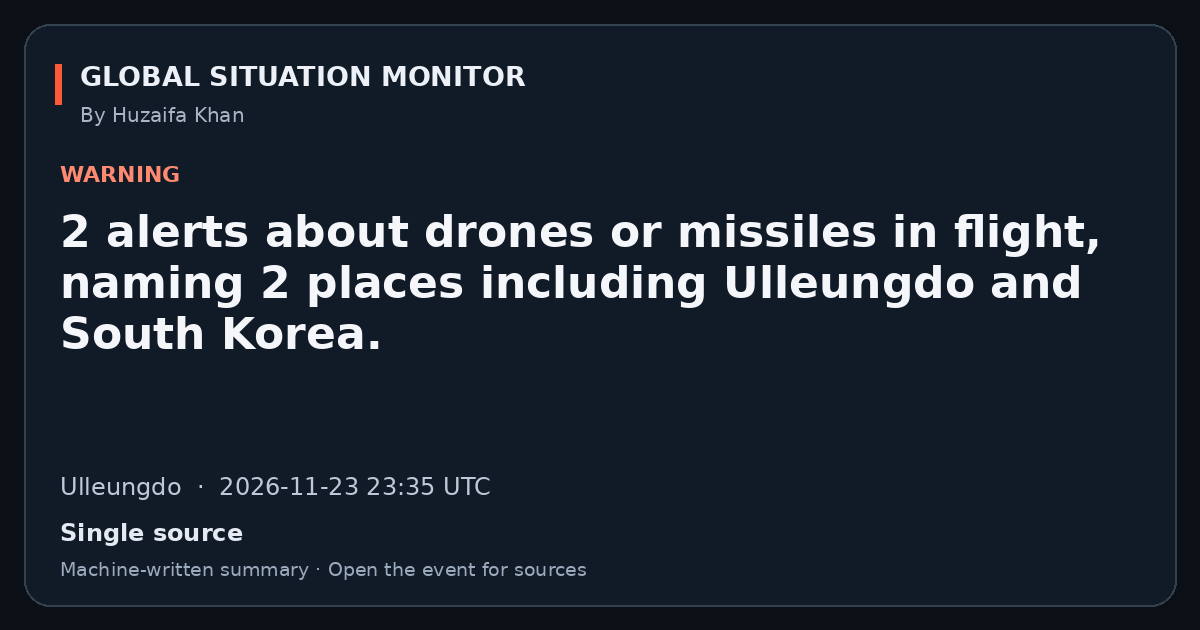 GLOBAL SITUATION MONITOR
By Huzaifa Khan
WARNING
2 alerts about drones or missiles in flight,
naming 2 places including Ulleungdo and
South Korea.
Ulleungdo · 2026-11-23 23:35 UTC
Single source
Machine-written summary · Open the event for sources